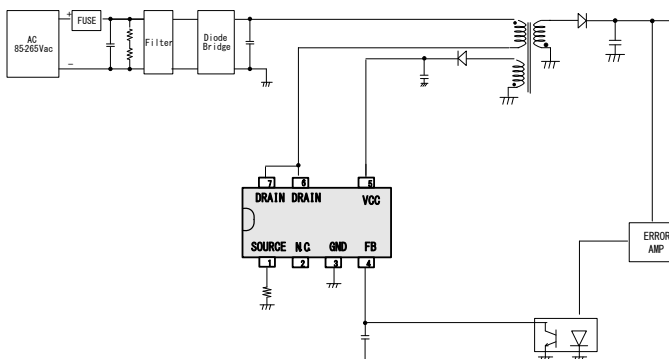 AC
85-265Vac
+
-
FUSE
Filter
Diode
Bridge
7
6
5
DRAIN
DRAIN
VCC
SOURCE
N.C.
GND
FB
1
2
3
4
ERROR
AMP